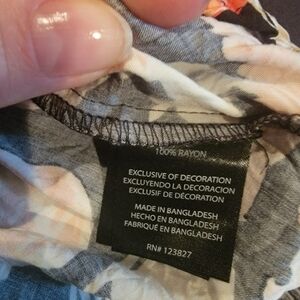 100% RAYON
EXCLUSIVE OF DECORATION
EXCLUYENDO LA DECORACION
EXCLUSIF DE DÉCORATION
MADE IN BANGLADESH
HECHO EN BANGLADESH
FABRIQUÉ EN BANGLADESH
RN# 123827